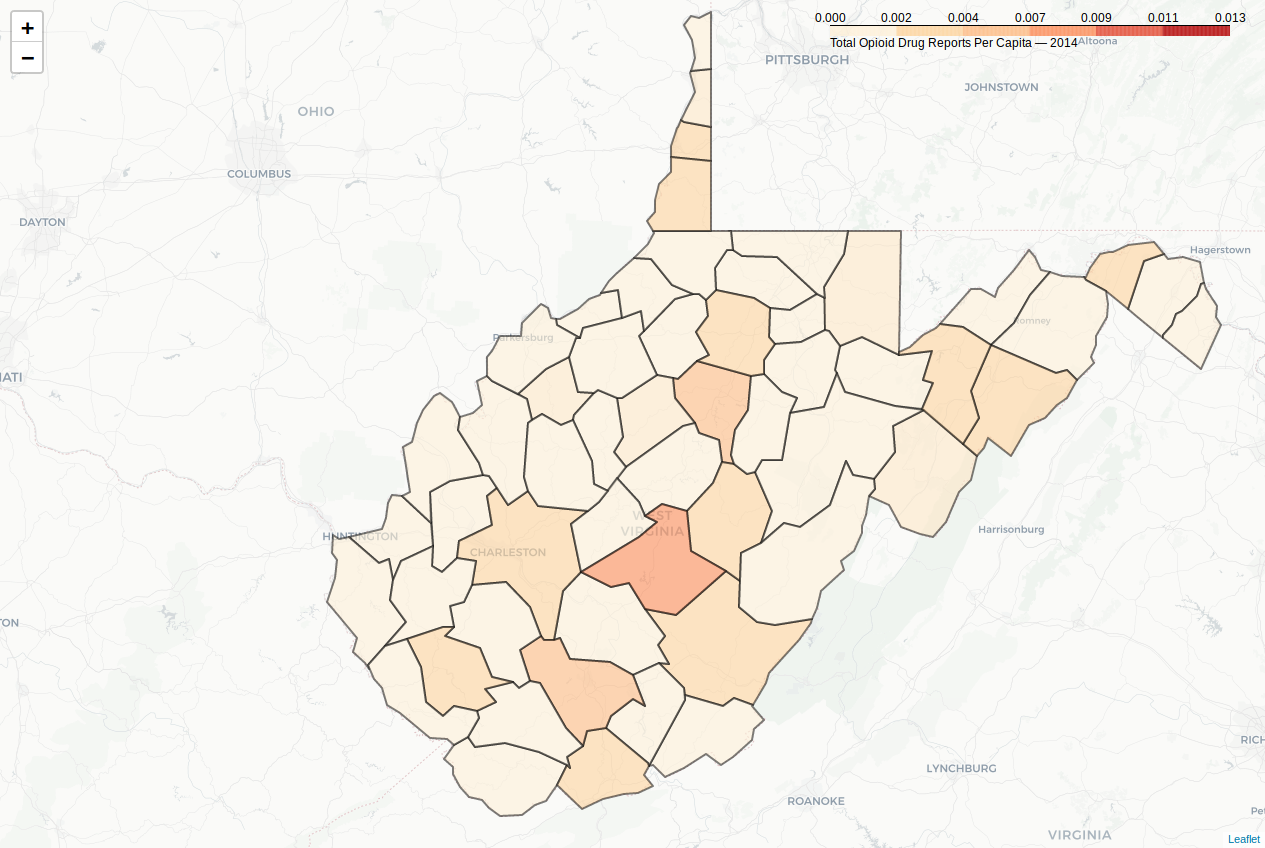 +
−
0.000 0.002 0.004 0.007 0.009 0.011 0.013
Total Opioid Drug Reports Per Capita — 2014
Altoona
PITTSBURGH
JOHNSTOWN
OHIO
COLUMBUS
DAYTON
Hagerstown
Romney
Parkersburg
ATI
WEST
VIRGINIA
HUNTINGTON
CHARLESTON
Harrisonburg
ON
RICH
LYNCHBURG
ROANOKE
Pet
VIRGINIA
Leaflet